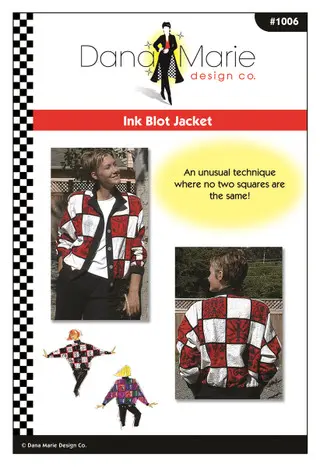 #1006
Dana Marie
design co.
Ink Blot Jacket
An unusual technique
where no two squares are
the same!
© Dana Marie Design Co.